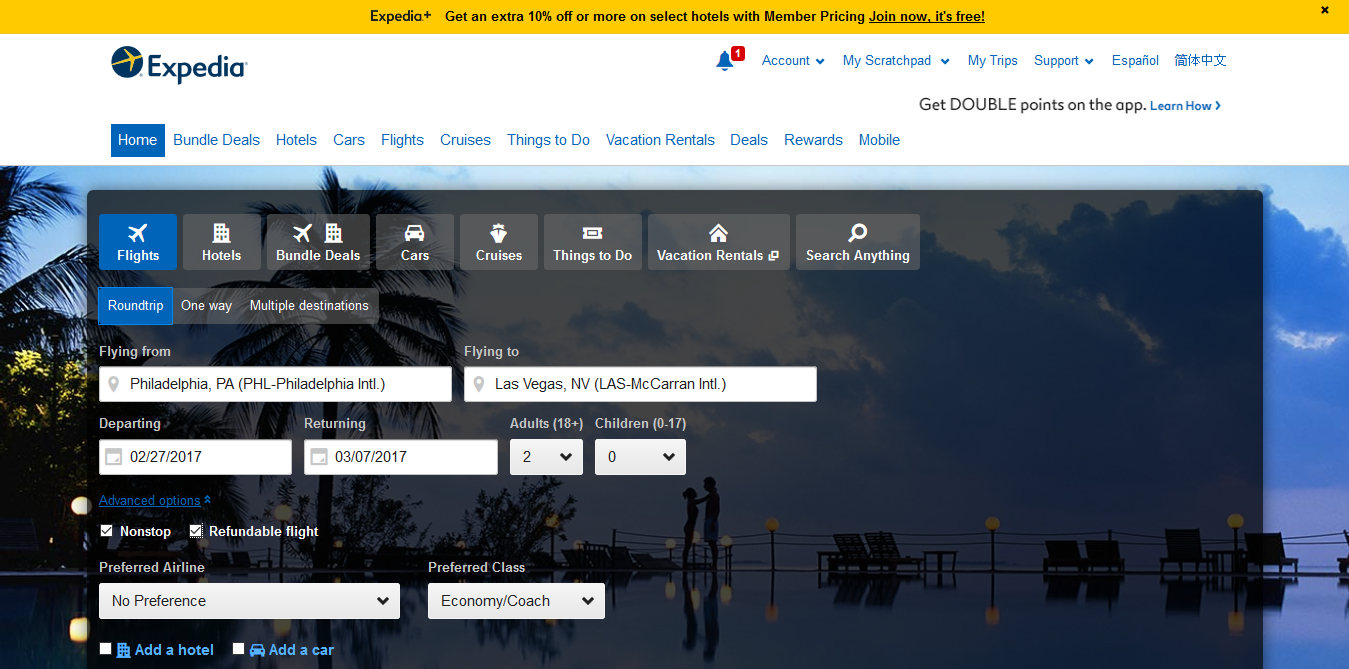 Expedia+ Get an extra 10% off or more on select hotels with Member Pricing Join now, it's free! ×
Expedia
1 Account My Scratchpad My Trips Support Español 简体中文
Get DOUBLE points on the app. Learn How
Home Bundle Deals Hotels Cars Flights Cruises Things to Do Vacation Rentals Deals Rewards Mobile
Flights Hotels Bundle Deals Cars Cruises Things to Do Vacation Rentals Search Anything
Roundtrip One way Multiple destinations
Flying from Flying to
Philadelphia, PA (PHL-Philadelphia Intl.) Las Vegas, NV (LAS-McCarran Intl.)
Departing Returning Adults (18+) Children (0-17)
02/27/2017 03/07/2017 2 0
Advanced options
Nonstop Refundable flight
Preferred Airline Preferred Class
No Preference Economy/Coach
Add a hotel Add a car